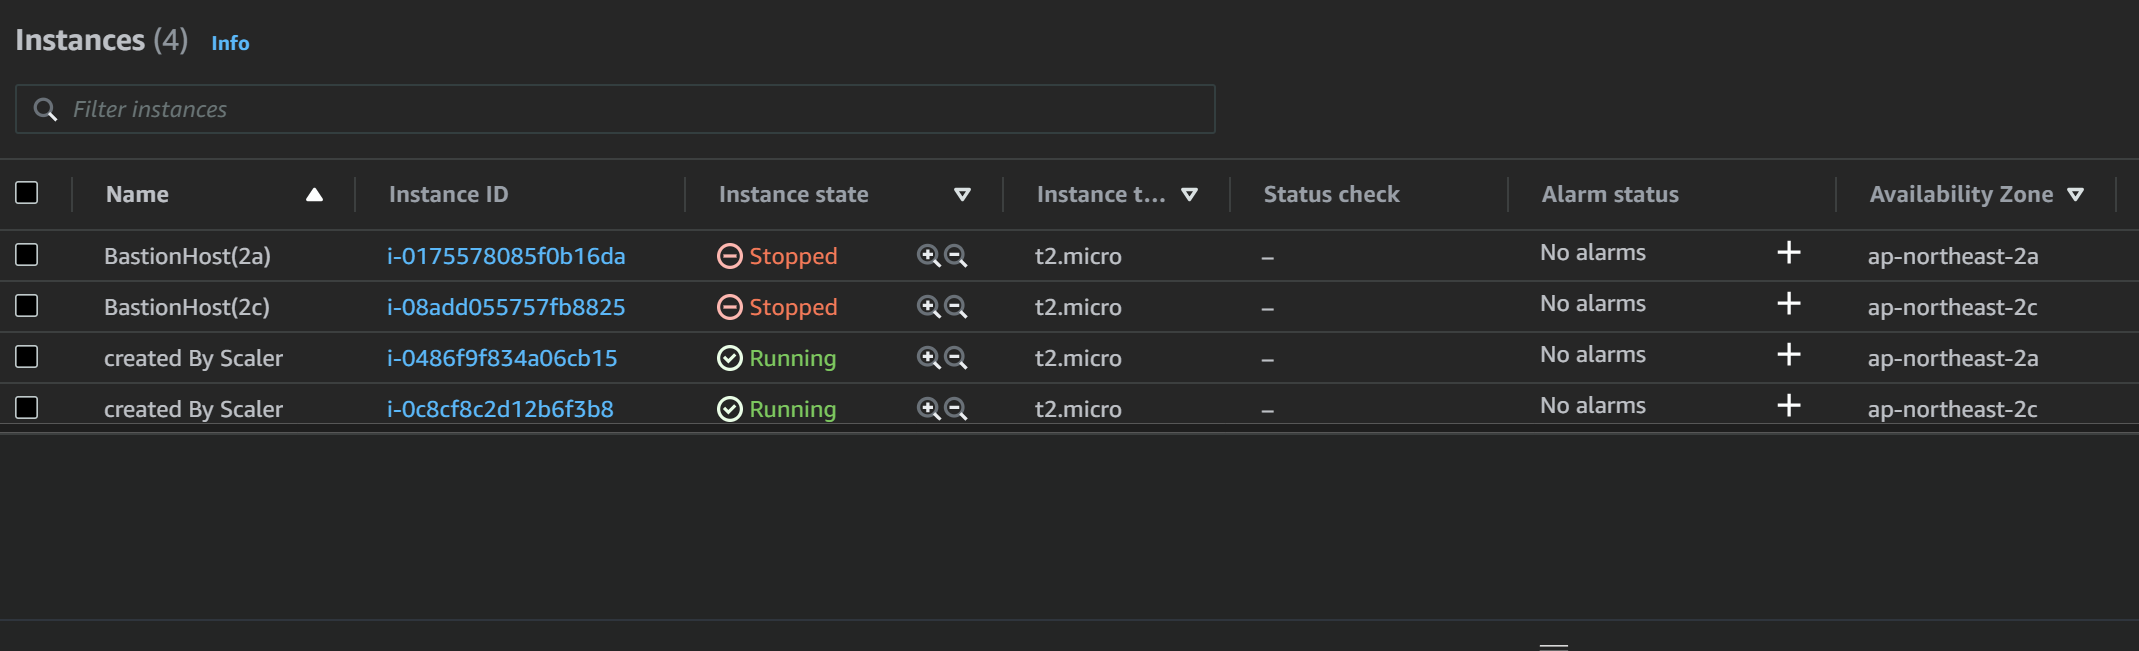 Instances (4) Info
Filter instances
Name Instance ID Instance state Instance t... Status check Alarm status Availability Zone
BastionHost(2a) i-0175578085f0b16da Stopped t2.micro – No alarms + ap-northeast-2a
BastionHost(2c) i-08add055757fb8825 Stopped t2.micro – No alarms + ap-northeast-2c
created By Scaler i-0486f9f834a06cb15 Running t2.micro – No alarms + ap-northeast-2a
created By Scaler i-0c8cf8c2d12b6f3b8 Running t2.micro – No alarms + ap-northeast-2c